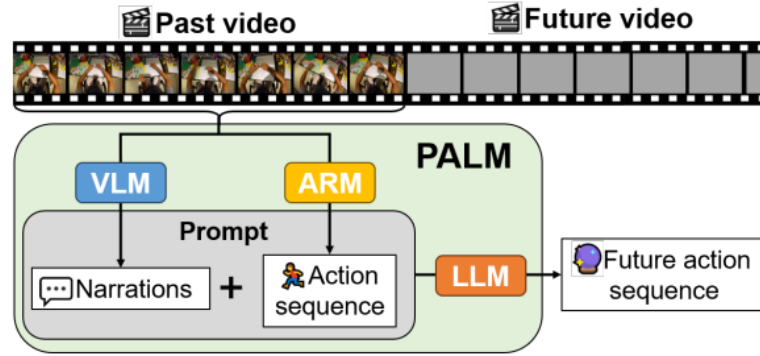 Past video
Future video
PALM
VLM
ARM
Prompt
Narrations
+
Action
sequence
LLM
Future action
sequence